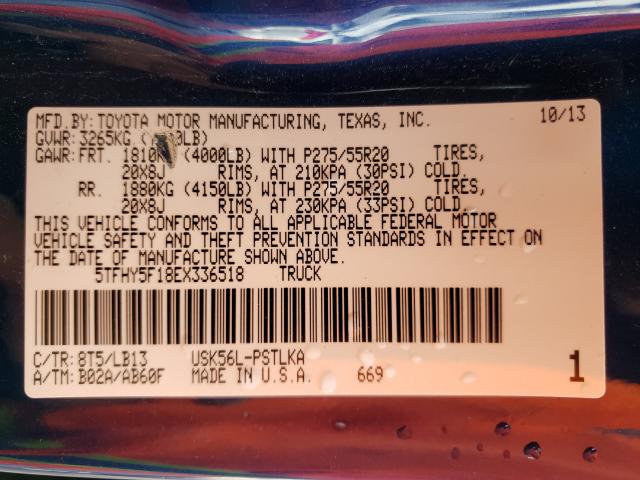 MFD.BY:TOYOTA MOTOR MANUFACTURING, TEXAS, INC. 10/13
GVWR:3265KG
GAWR:FRT. 1810KG (4000LB) WITH P275/55R20 TIRES,
20X8J RIMS, AT 210KPA (30PSI) COLD.
RR. 1880KG (4150LB) WITH P275/55R20 TIRES,
20X8J RIMS, AT 230KPA (33PSI) COLD.
THIS VEHICLE CONFORMS TO ALL APPLICABLE FEDERAL MOTOR
VEHICLE SAFETY AND THEFT PREVENTION STANDARDS IN EFFECT ON
THE DATE OF MANUFACTURE SHOWN ABOVE.
5TFHY5F18EX336518 TRUCK
C/TR:8T5/LB13 USK56L-PSTLKA
A/TM:B02A/AB60F MADE IN U.S.A. 669 1